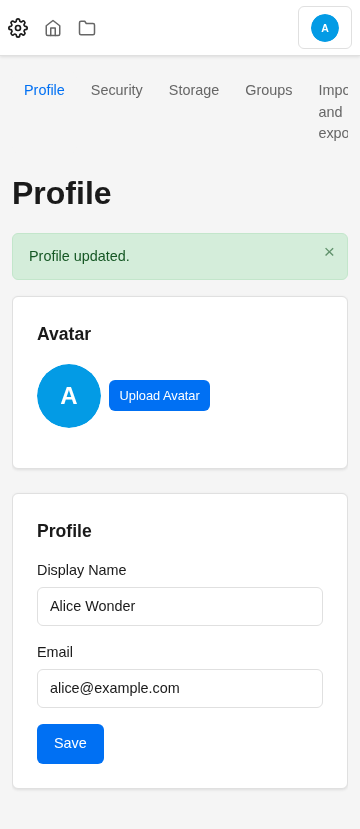 A
Profile Security Storage Groups Impo
and
expo
Profile
Profile updated.
×
Avatar
A
Upload Avatar
Profile
Display Name
Alice Wonder
Email
alice@example.com
Save